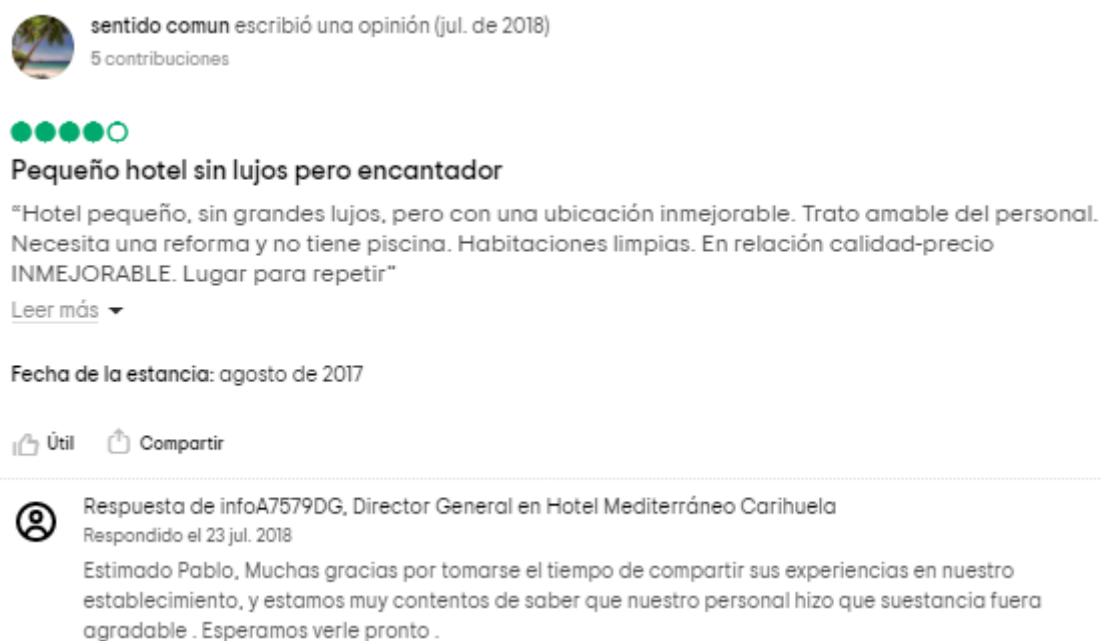 sentido comun escribió una opinión (jul. de 2018)
5 contribuciones
Pequeño hotel sin lujos pero encantador
“Hotel pequeño, sin grandes lujos, pero con una ubicación inmejorable. Trato amable del personal.
Necesita una reforma y no tiene piscina. Habitaciones limpias. En relación calidad-precio
INMEJORABLE. Lugar para repetir”
Leer más
Fecha de la estancia: agosto de 2017
Útil Compartir
Respuesta de infoA7579DG, Director General en Hotel Mediterráneo Carihuela
Respondido el 23 jul. 2018
Estimado Pablo, Muchas gracias por tomarse el tiempo de compartir sus experiencias en nuestro
establecimiento, y estamos muy contentos de saber que nuestro personal hizo que suestancia fuera
agradable . Esperamos verle pronto .